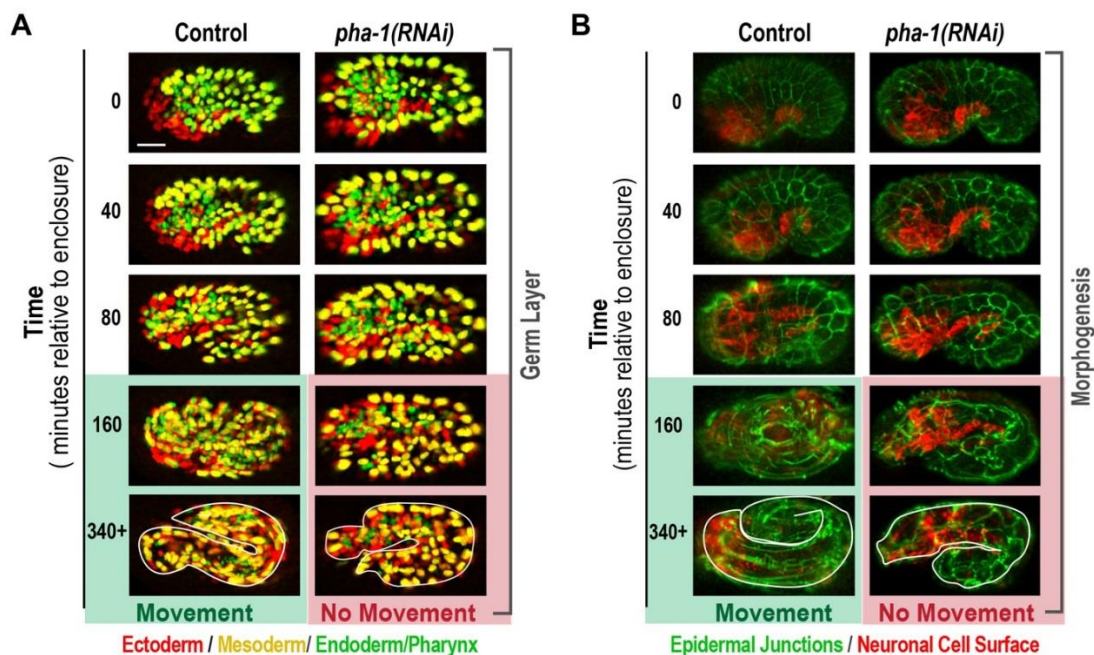 A
Control
pha-1(RNAi)
Time
( minutes relative to enclosure)
0
40
80
160
340+
Movement
No Movement
Germ Layer
Ectoderm / Mesoderm/ Endoderm/Pharynx
B
Control
pha-1(RNAi)
Time
(minutes relative to enclosure)
0
40
80
160
340+
Movement
No Movement
Morphogenesis
Epidermal Junctions / Neuronal Cell Surface